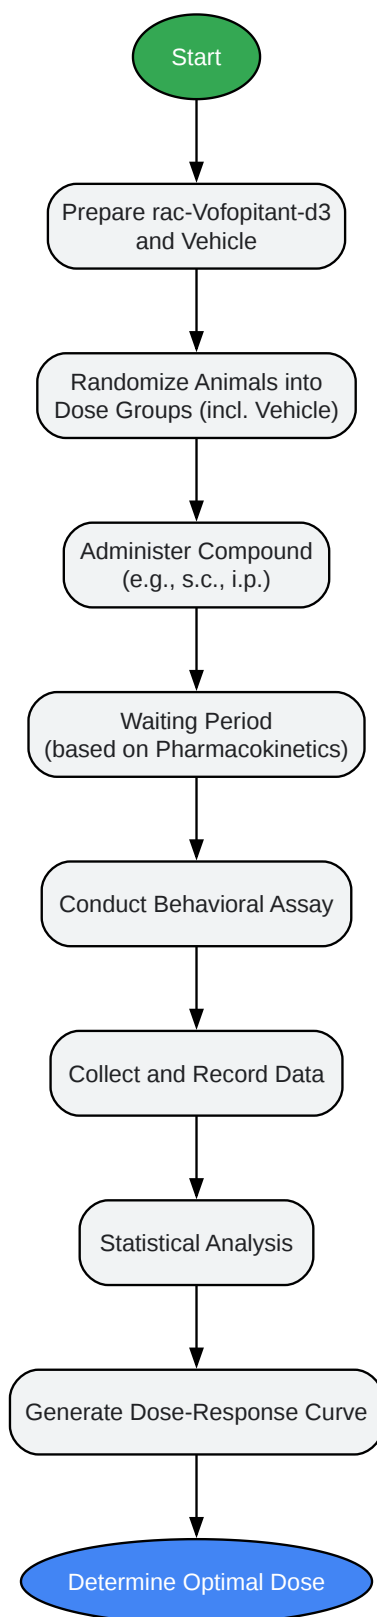 Start
Prepare rac-Vofopitant-d3
and Vehicle
Randomize Animals into
Dose Groups (incl. Vehicle)
Administer Compound
(e.g., s.c., i.p.)
Waiting Period
(based on Pharmacokinetics)
Conduct Behavioral Assay
Collect and Record Data
Statistical Analysis
Generate Dose-Response Curve
Determine Optimal Dose